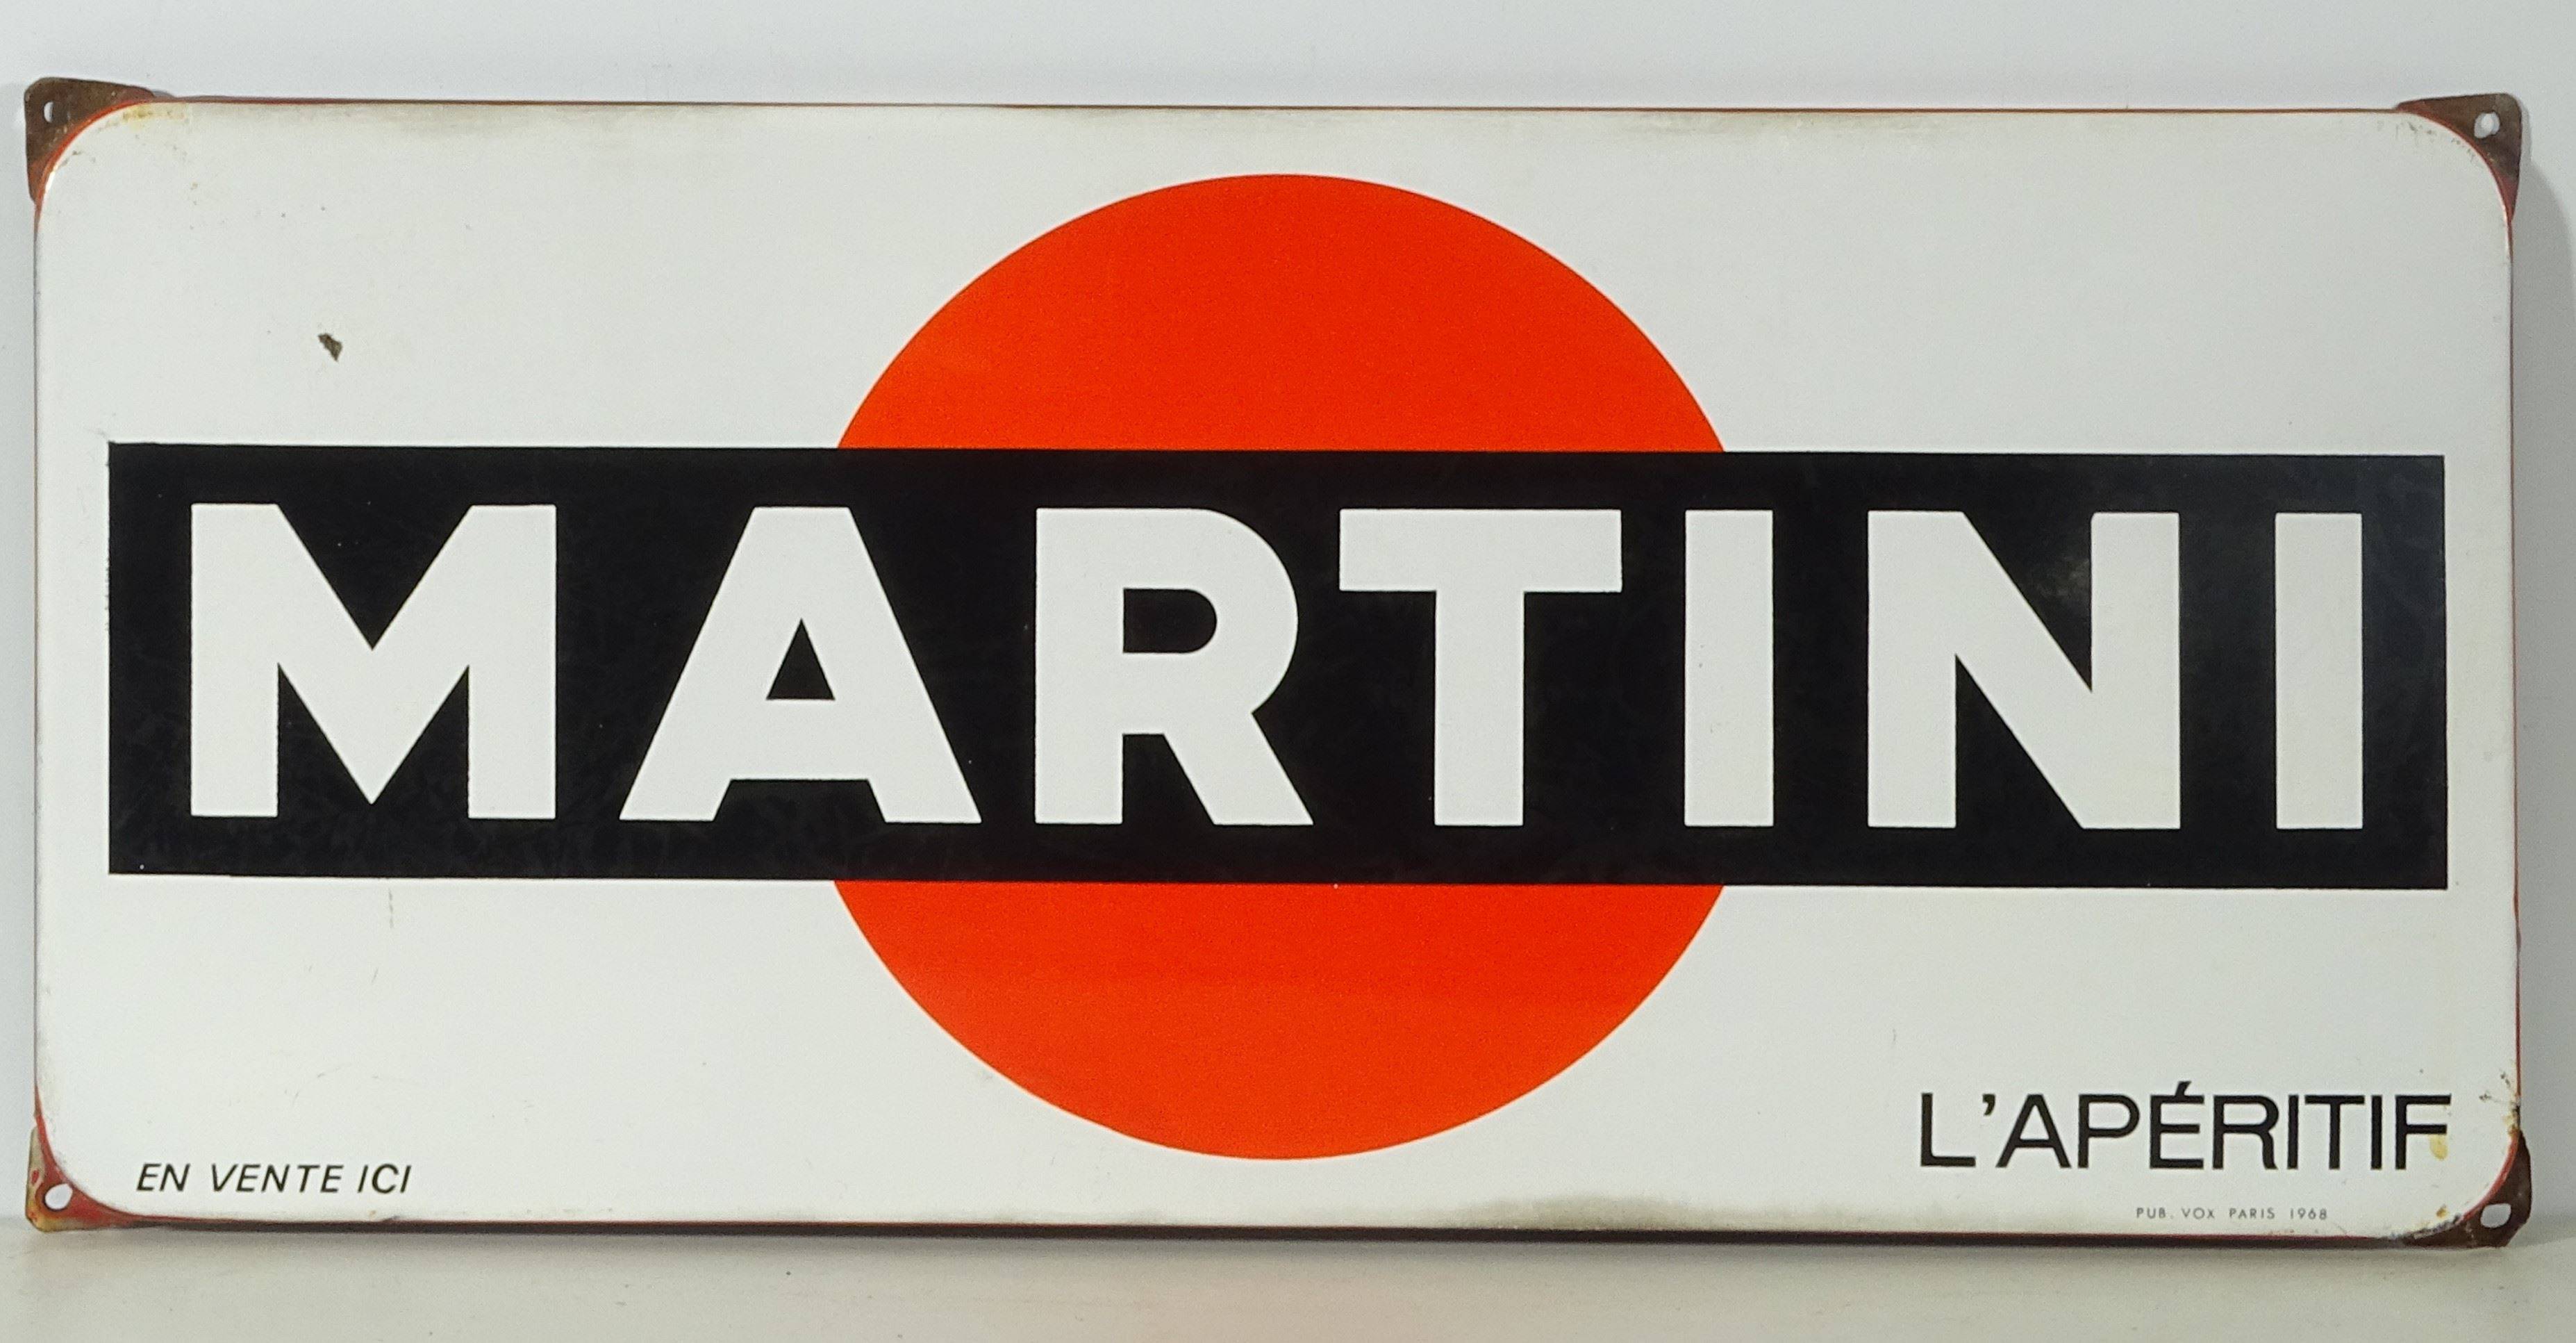 MARTINI
L'APÉRITIF
EN VENTE ICI
PUB. VOX PARIS 1968